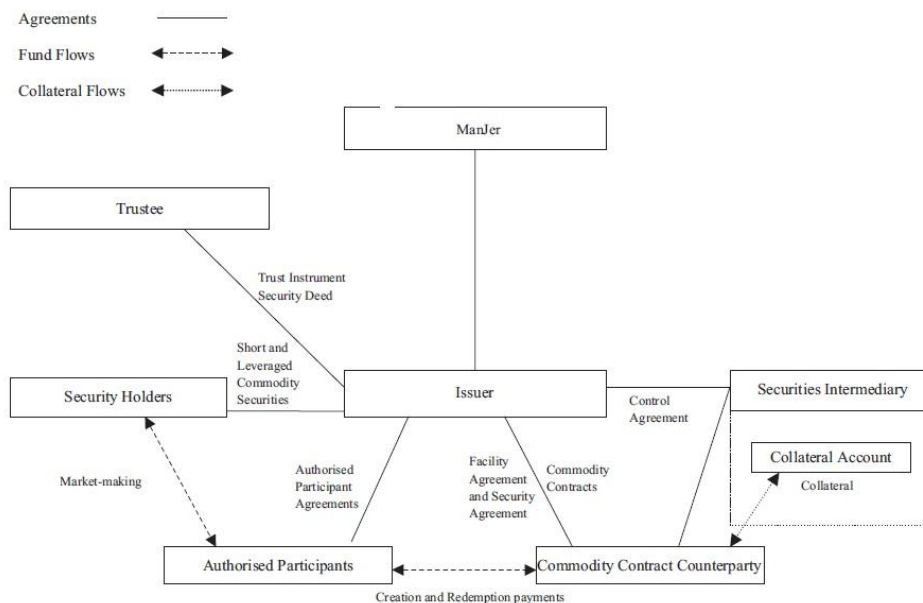 Agreements
Fund Flows
Collateral Flows
ManJer
Trustee
Trust Instrument
Security Deed
Short and
Leveraged
Commodity
Securities
Security Holders
Issuer
Control
Agreement
Securities Intermediary
Collateral Account
Collateral
Market-making
Authorised
Participant
Agreements
Facility
Agreement
and Security
Agreement
Commodity
Contracts
Authorised Participants
Commodity Contract Counterparty
Creation and Redemption payments